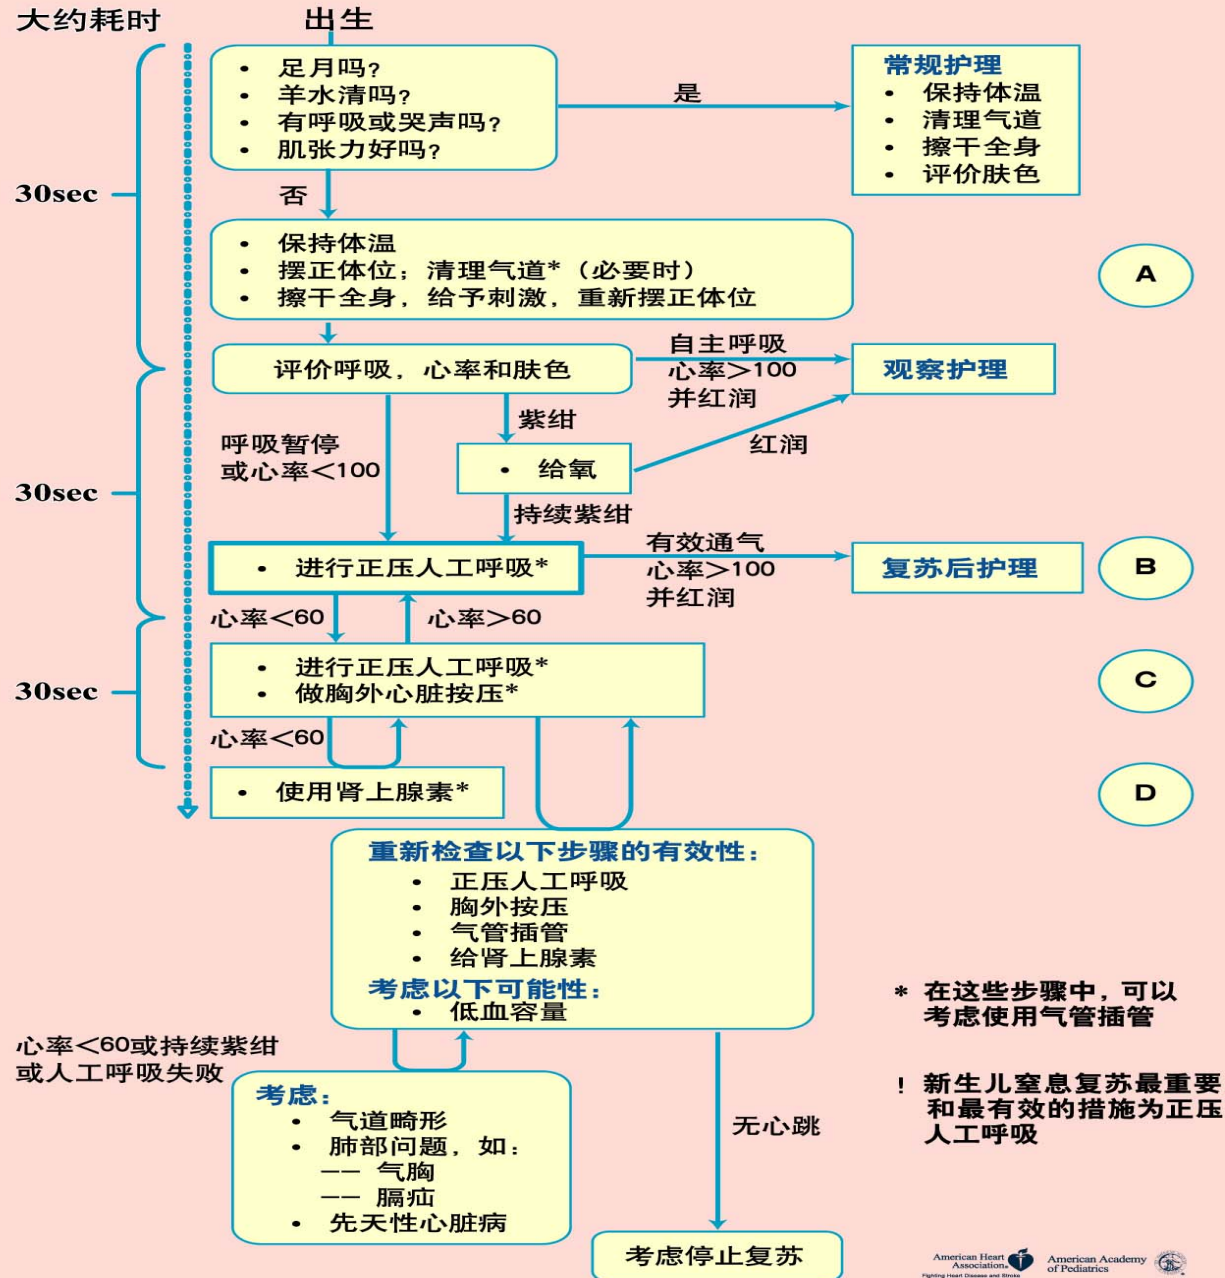 大约耗时
出生
• 足月吗?
• 羊水清吗?
• 有呼吸或哭声吗?
• 肌张力好吗?
是
常规护理
• 保持体温
• 清理气道
• 擦干全身
• 评价肤色
30sec
否
• 保持体温
• 摆正体位；清理气道*（必要时）
• 擦干全身，给予刺激，重新摆正体位
A
评价呼吸，心率和肤色
自主呼吸
心率>100
并红润
观察护理
呼吸暂停
或心率<100
紫绀
• 给氧
红润
30sec
持续紫绀
• 进行正压人工呼吸*
有效通气
心率>100
并红润
复苏后护理
B
心率<60
心率>60
• 进行正压人工呼吸*
• 做胸外心脏按压*
C
30sec
心率<60
• 使用肾上腺素*
D
重新检查以下步骤的有效性：
• 正压人工呼吸
• 胸外按压
• 气管插管
• 给肾上腺素
考虑以下可能性：
• 低血容量
* 在这些步骤中，可以
考虑使用气管插管
心率<60或持续紫绀
或人工呼吸失败
考虑：
• 气道畸形
• 肺部问题，如：
—— 气胸
—— 膈疝
• 先天性心脏病
无心跳
! 新生儿窒息复苏最重要
和最有效的措施为正压
人工呼吸
考虑停止复苏
American Heart
Association®
Fighting Heart Disease and Stroke
American Academy
of Pediatrics